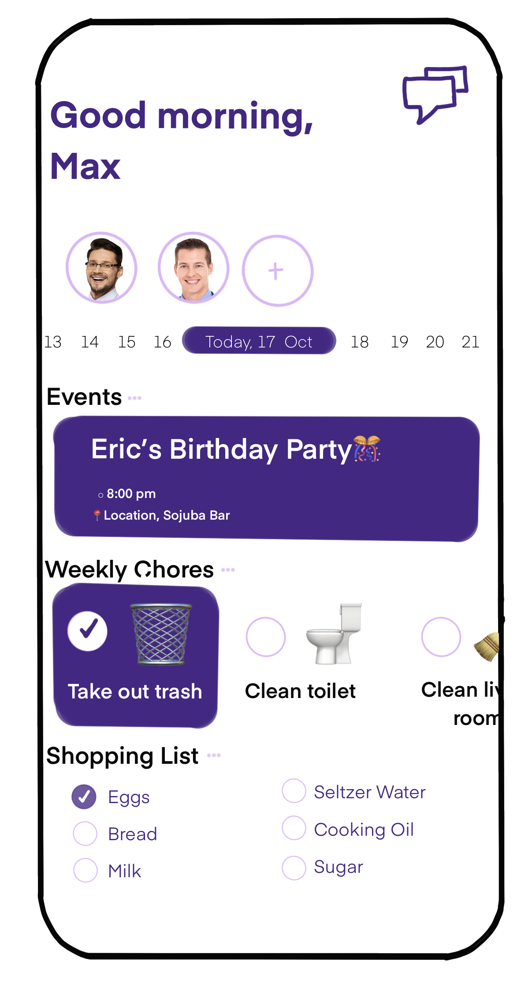 Good morning,
Max
13 14 15 16 Today, 17 Oct 18 19 20 21
Events
Eric's Birthday Party
8:00 pm
Location, Sojuba Bar
Weekly Chores
Take out trash
Clean toilet
Clean liv
room
Shopping List
Eggs
Bread
Milk
Seltzer Water
Cooking Oil
Sugar